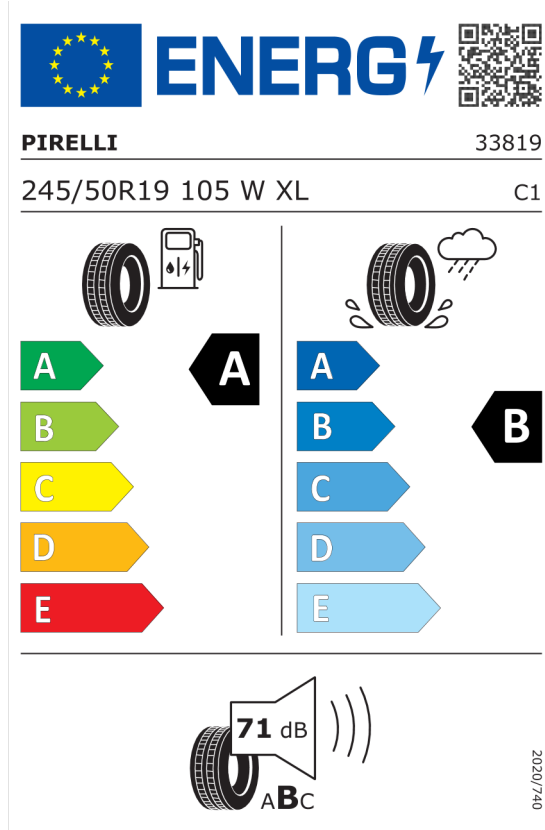 ENERG
PIRELLI 33819
245/50R19 105 W XL C1
A A A
B B B
C C
D D
E E
71 dB
ABC
2020/740